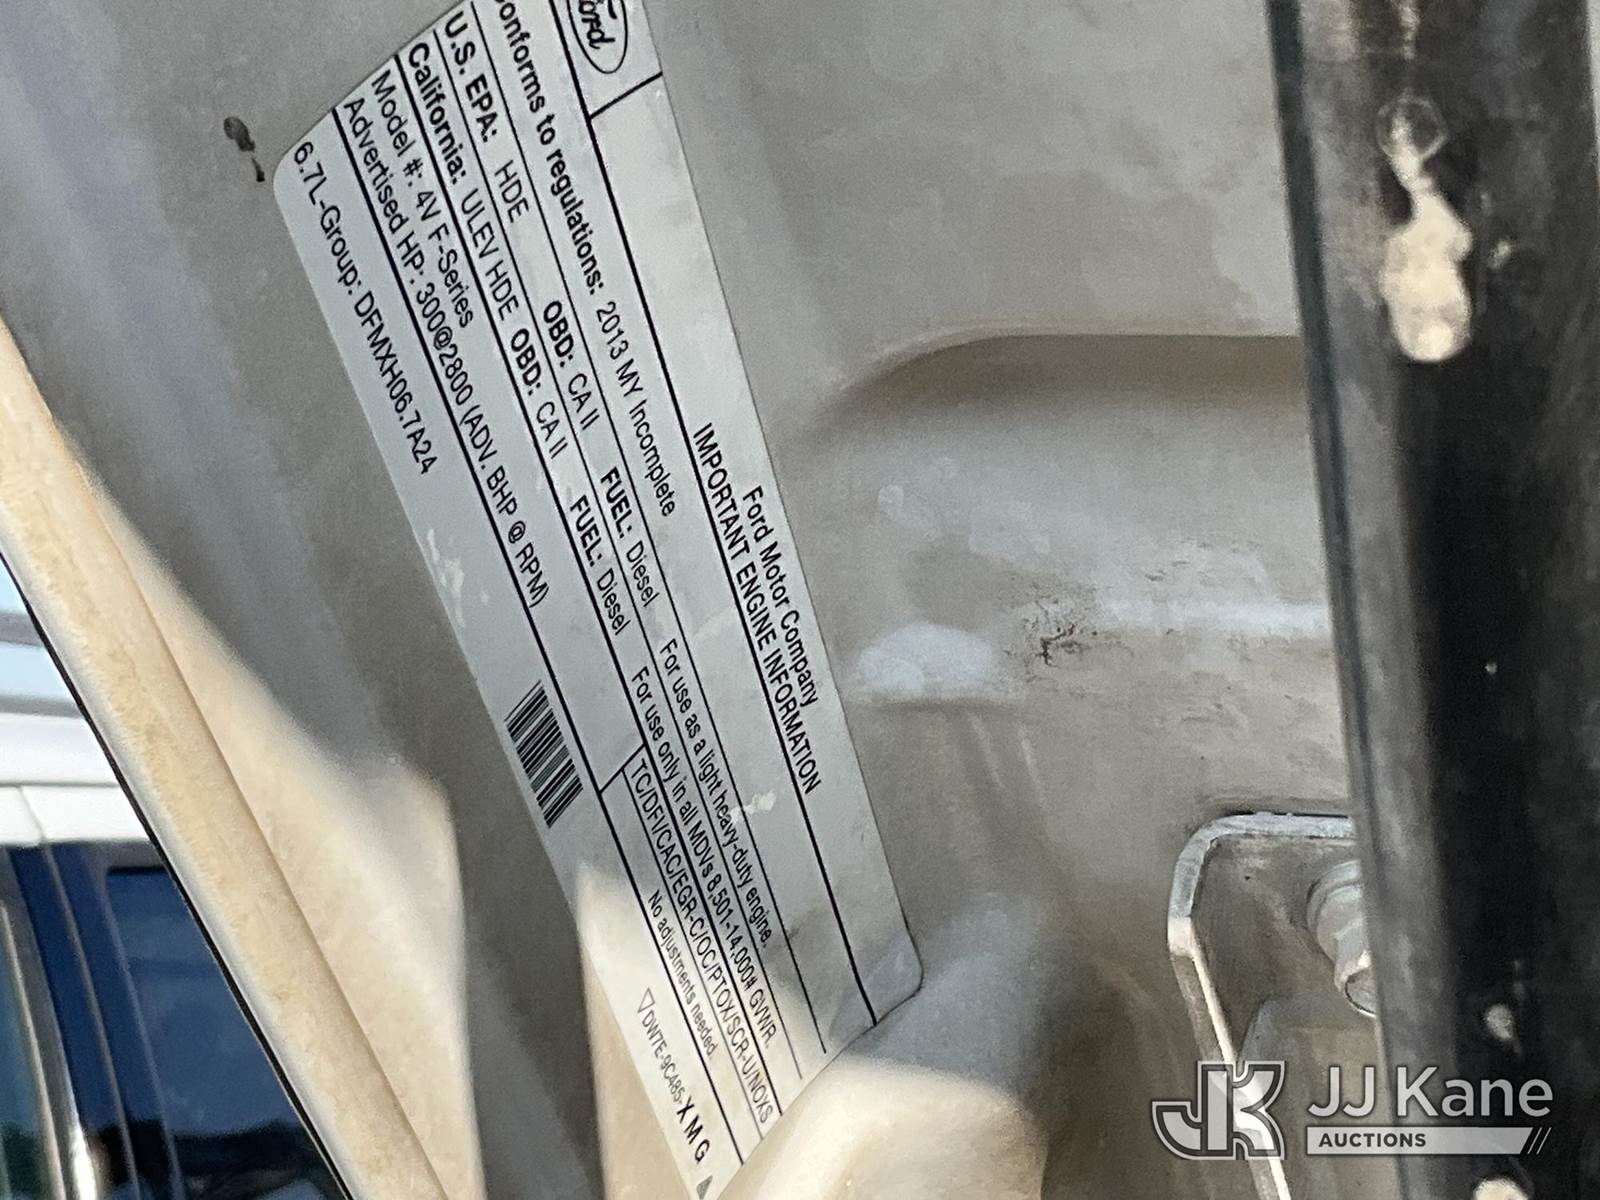 Ford
Ford Motor Company
IMPORTANT ENGINE INFORMATION
onforms to regulations: 2013 MY Incomplete
U.S. EPA: HDE OBD: CA II FUEL: Diesel For use as a light heavy-duty engine.
California: ULEV HDE OBD: CA II FUEL: Diesel For use only in all MDVs 8,501-14,000# GVWR.
Model #: 4V F-Series TC/DFI/CAC/EGR-C/OC/PTOX/SCR-U/NOXS
Advertised HP: 300@2800 (ADV. BHP @ RPM) No adjustments needed.
6.7L-Group: DFMXH06.7A24 DW7E-9C485-X M G
JK JJ Kane
AUCTIONS